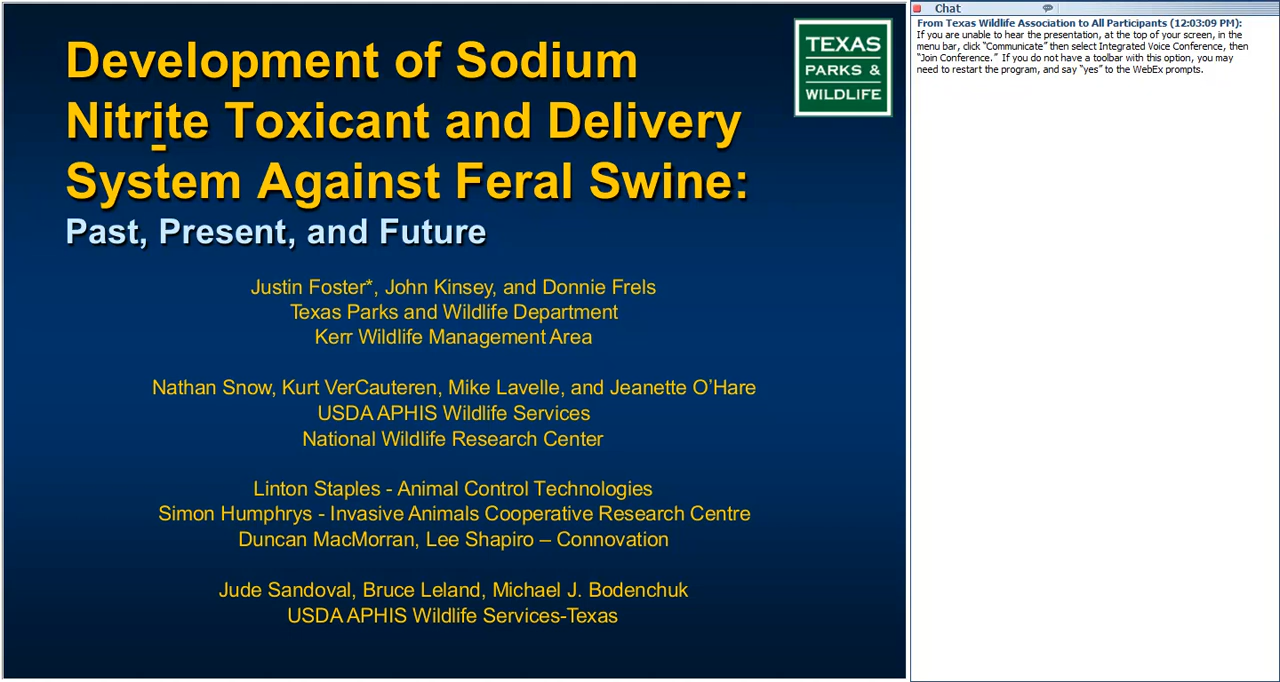 Development of Sodium
Nitrite Toxicant and Delivery
System Against Feral Swine:
Past, Present, and Future
TEXAS
PARKS &
WILDLIFE
Justin Foster*, John Kinsey, and Donnie Frels
Texas Parks and Wildlife Department
Kerr Wildlife Management Area
Nathan Snow, Kurt VerCauteren, Mike Lavelle, and Jeanette O’Hare
USDA APHIS Wildlife Services
National Wildlife Research Center
Linton Staples - Animal Control Technologies
Simon Humphrys - Invasive Animals Cooperative Research Centre
Duncan MacMorran, Lee Shapiro – Connovation
Jude Sandoval, Bruce Leland, Michael J. Bodenchuk
USDA APHIS Wildlife Services-Texas
Chat
From Texas Wildlife Association to All Participants (12:03:09 PM):
If you are unable to hear the presentation, at the top of your screen, in the
menu bar, click “Communicate” then select Integrated Voice Conference, then
“Join Conference.” If you do not have a toolbar with this option, you may
need to restart the program, and say “yes” to the WebEx prompts.